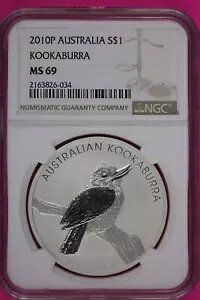 2010P AUSTRALIA S$1
KOOKABURRA
MS 69
2163826-034
NUMISMATIC GUARANTY COMPANY
NGC
AUSTRALIAN KOOKABURRA